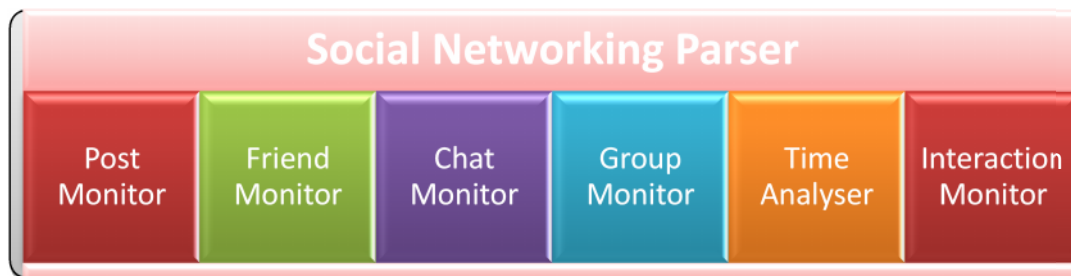 Social Networking Parser
Post
Monitor
Friend
Monitor
Chat
Monitor
Group
Monitor
Time
Analyser
Interaction
Monitor